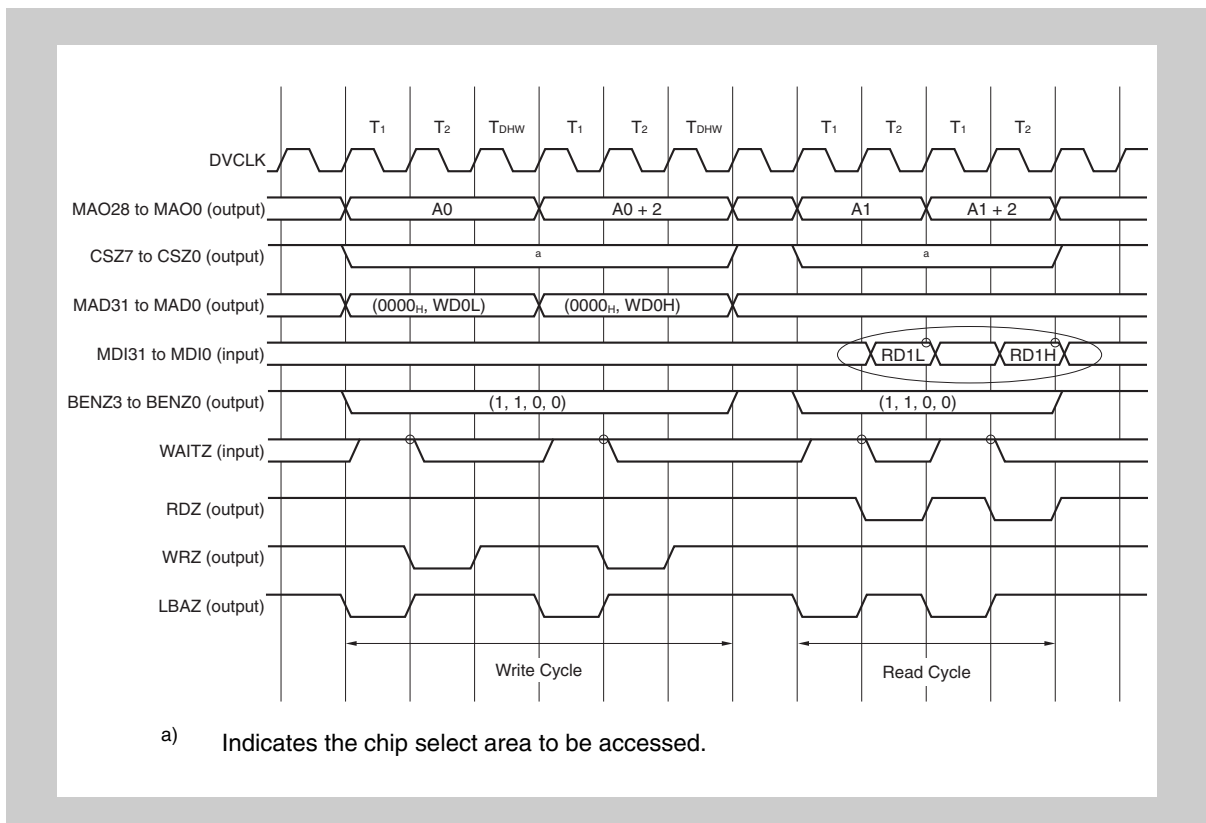 T1 T2 TDHW T1 T2 TDHW T1 T2 T1 T2
DVCLK
MAO28 to MAO0 (output) A0 A0 + 2 A1 A1 + 2
CSZ7 to CSZ0 (output) a a
MAD31 to MAD0 (output) (0000H, WD0L) (0000H, WD0H)
MDI31 to MDI0 (input) RD1L RD1H
BENZ3 to BENZ0 (output) (1, 1, 0, 0) (1, 1, 0, 0)
WAITZ (input)
RDZ (output)
WRZ (output)
LBAZ (output)
Write Cycle Read Cycle
a) Indicates the chip select area to be accessed.